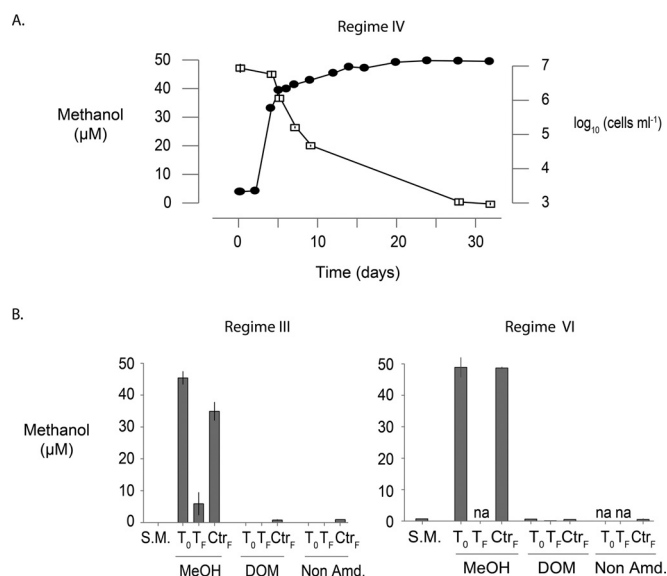 A.
Regime IV
Methanol
(µM)
50
40
30
20
10
0
7
6
5
4
3
log10 (cells ml-1)
0 10 20 30
Time (days)
B.
Regime III
Regime VI
Methanol
(µM)
50
40
30
20
10
0
S.M. T0 TF CtrF T0 TF CtrF T0 TF CtrF
MeOH DOM Non Amd.
50
40
30
20
10
0
na na na
S.M. T0 TF CtrF T0 TF CtrF T0 TF CtrF
MeOH DOM Non Amd.